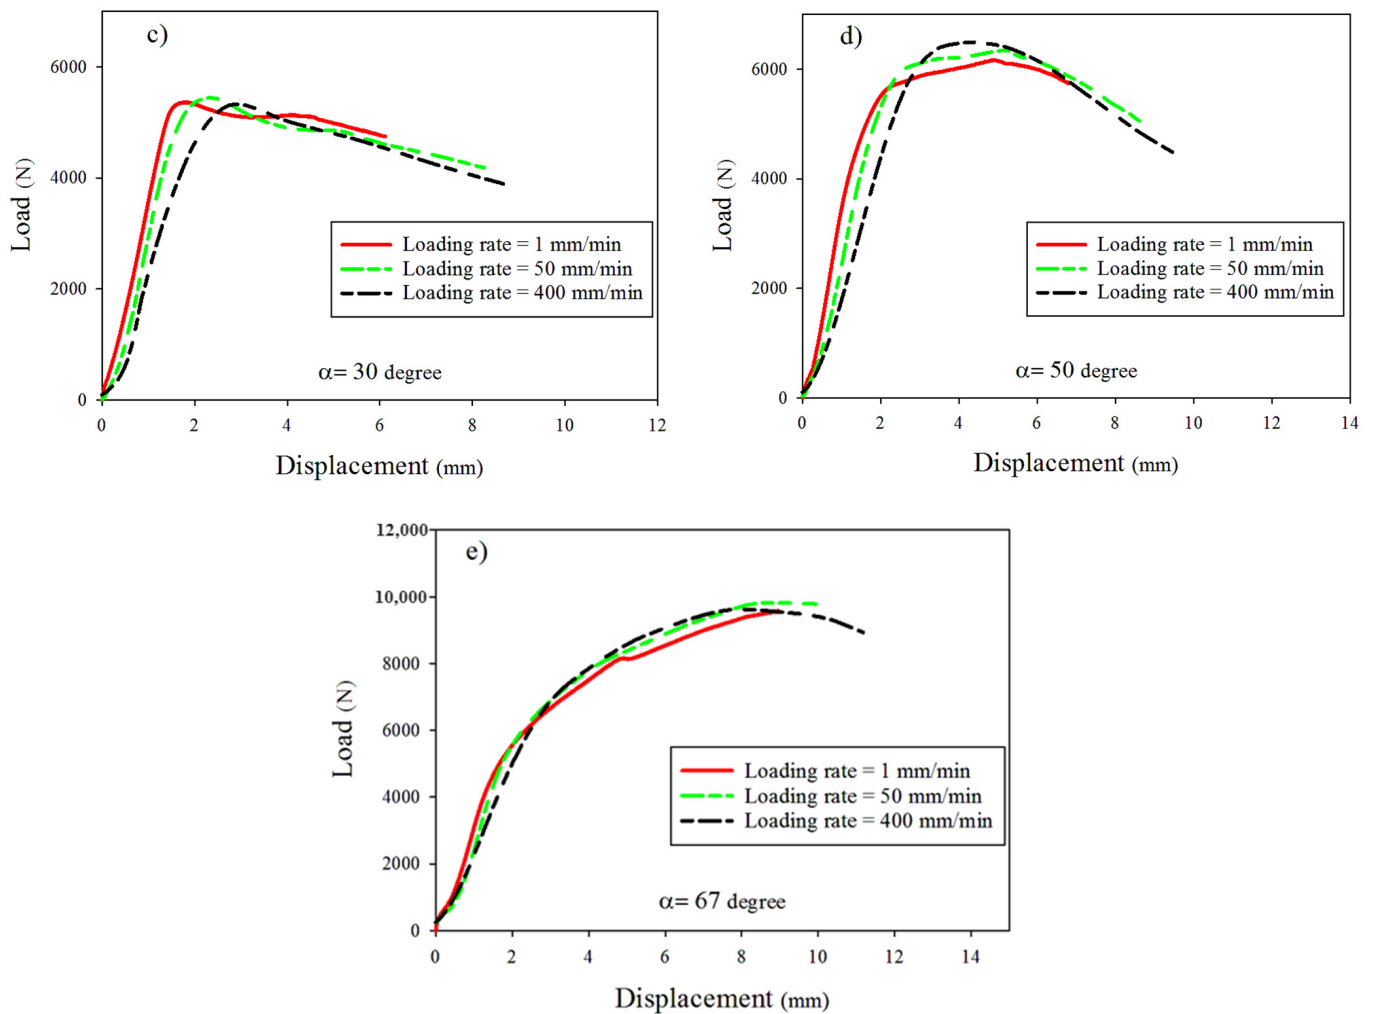 c)
6000
4000
2000
0
Load (N)
Loading rate = 1 mm/min
Loading rate = 50 mm/min
Loading rate = 400 mm/min
α= 30 degree
0 2 4 6 8 10 12
Displacement (mm)
d)
6000
4000
2000
0
Load (N)
Loading rate = 1 mm/min
Loading rate = 50 mm/min
Loading rate = 400 mm/min
α= 50 degree
0 2 4 6 8 10 12 14
Displacement (mm)
e)
12,000
10,000
8000
6000
4000
2000
0
Load (N)
Loading rate = 1 mm/min
Loading rate = 50 mm/min
Loading rate = 400 mm/min
α= 67 degree
0 2 4 6 8 10 12 14
Displacement (mm)